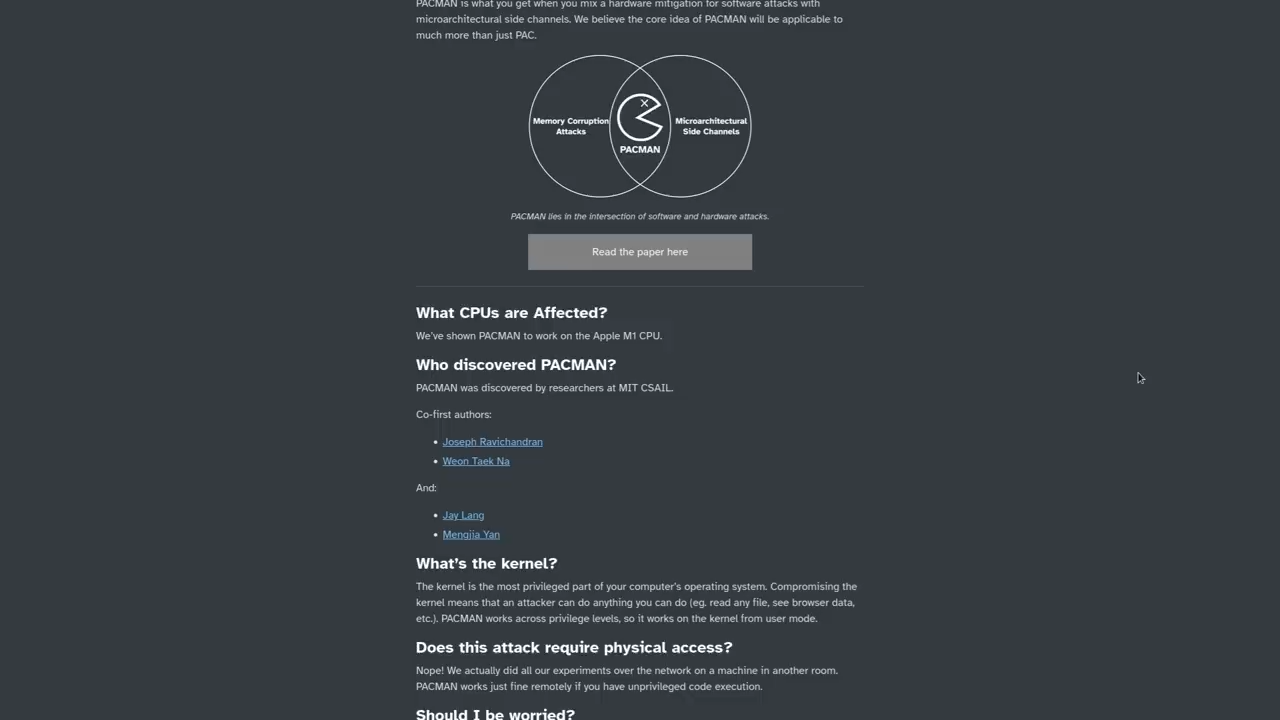 PACMAN is what you get when you mix a hardware mitigation for software attacks with
microarchitectural side channels. We believe the core idea of PACMAN will be applicable to
much more than just PAC.
Memory Corruption
Attacks
PACMAN
Microarchitectural
Side Channels
PACMAN lies in the intersection of software and hardware attacks.
Read the paper here
What CPUs are Affected?
We've shown PACMAN to work on the Apple M1 CPU.
Who discovered PACMAN?
PACMAN was discovered by researchers at MIT CSAIL.
Co-first authors:
• Joseph Ravichandran
• Weon Taek Na
And:
• Jay Lang
• Mengjia Yan
What's the kernel?
The kernel is the most privileged part of your computer's operating system. Compromising the
kernel means that an attacker can do anything you can do (eg. read any file, see browser data,
etc.). PACMAN works across privilege levels, so it works on the kernel from user mode.
Does this attack require physical access?
Nope! We actually did all our experiments over the network on a machine in another room.
PACMAN works just fine remotely if you have unprivileged code execution.
Should I be worried?